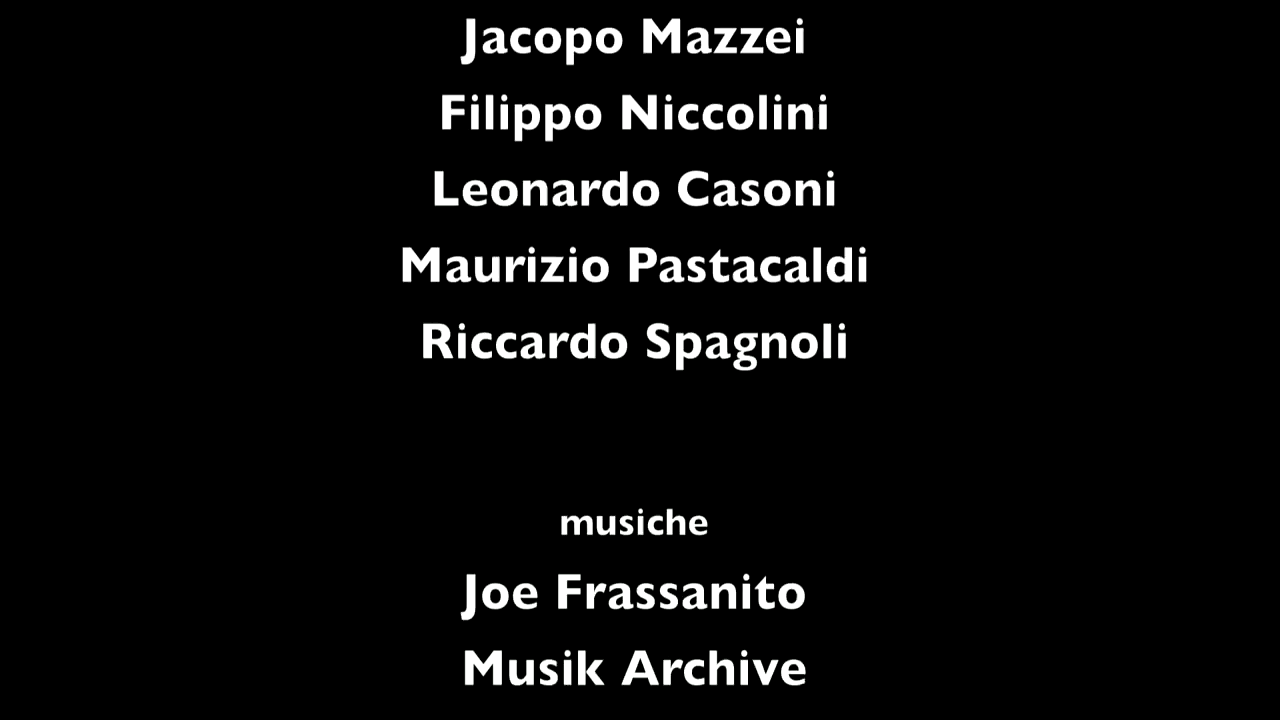 Jacopo Mazzei
Filippo Niccolini
Leonardo Casoni
Maurizio Pastacaldi
Riccardo Spagnoli
musiche
Joe Frassanito
Musik Archive